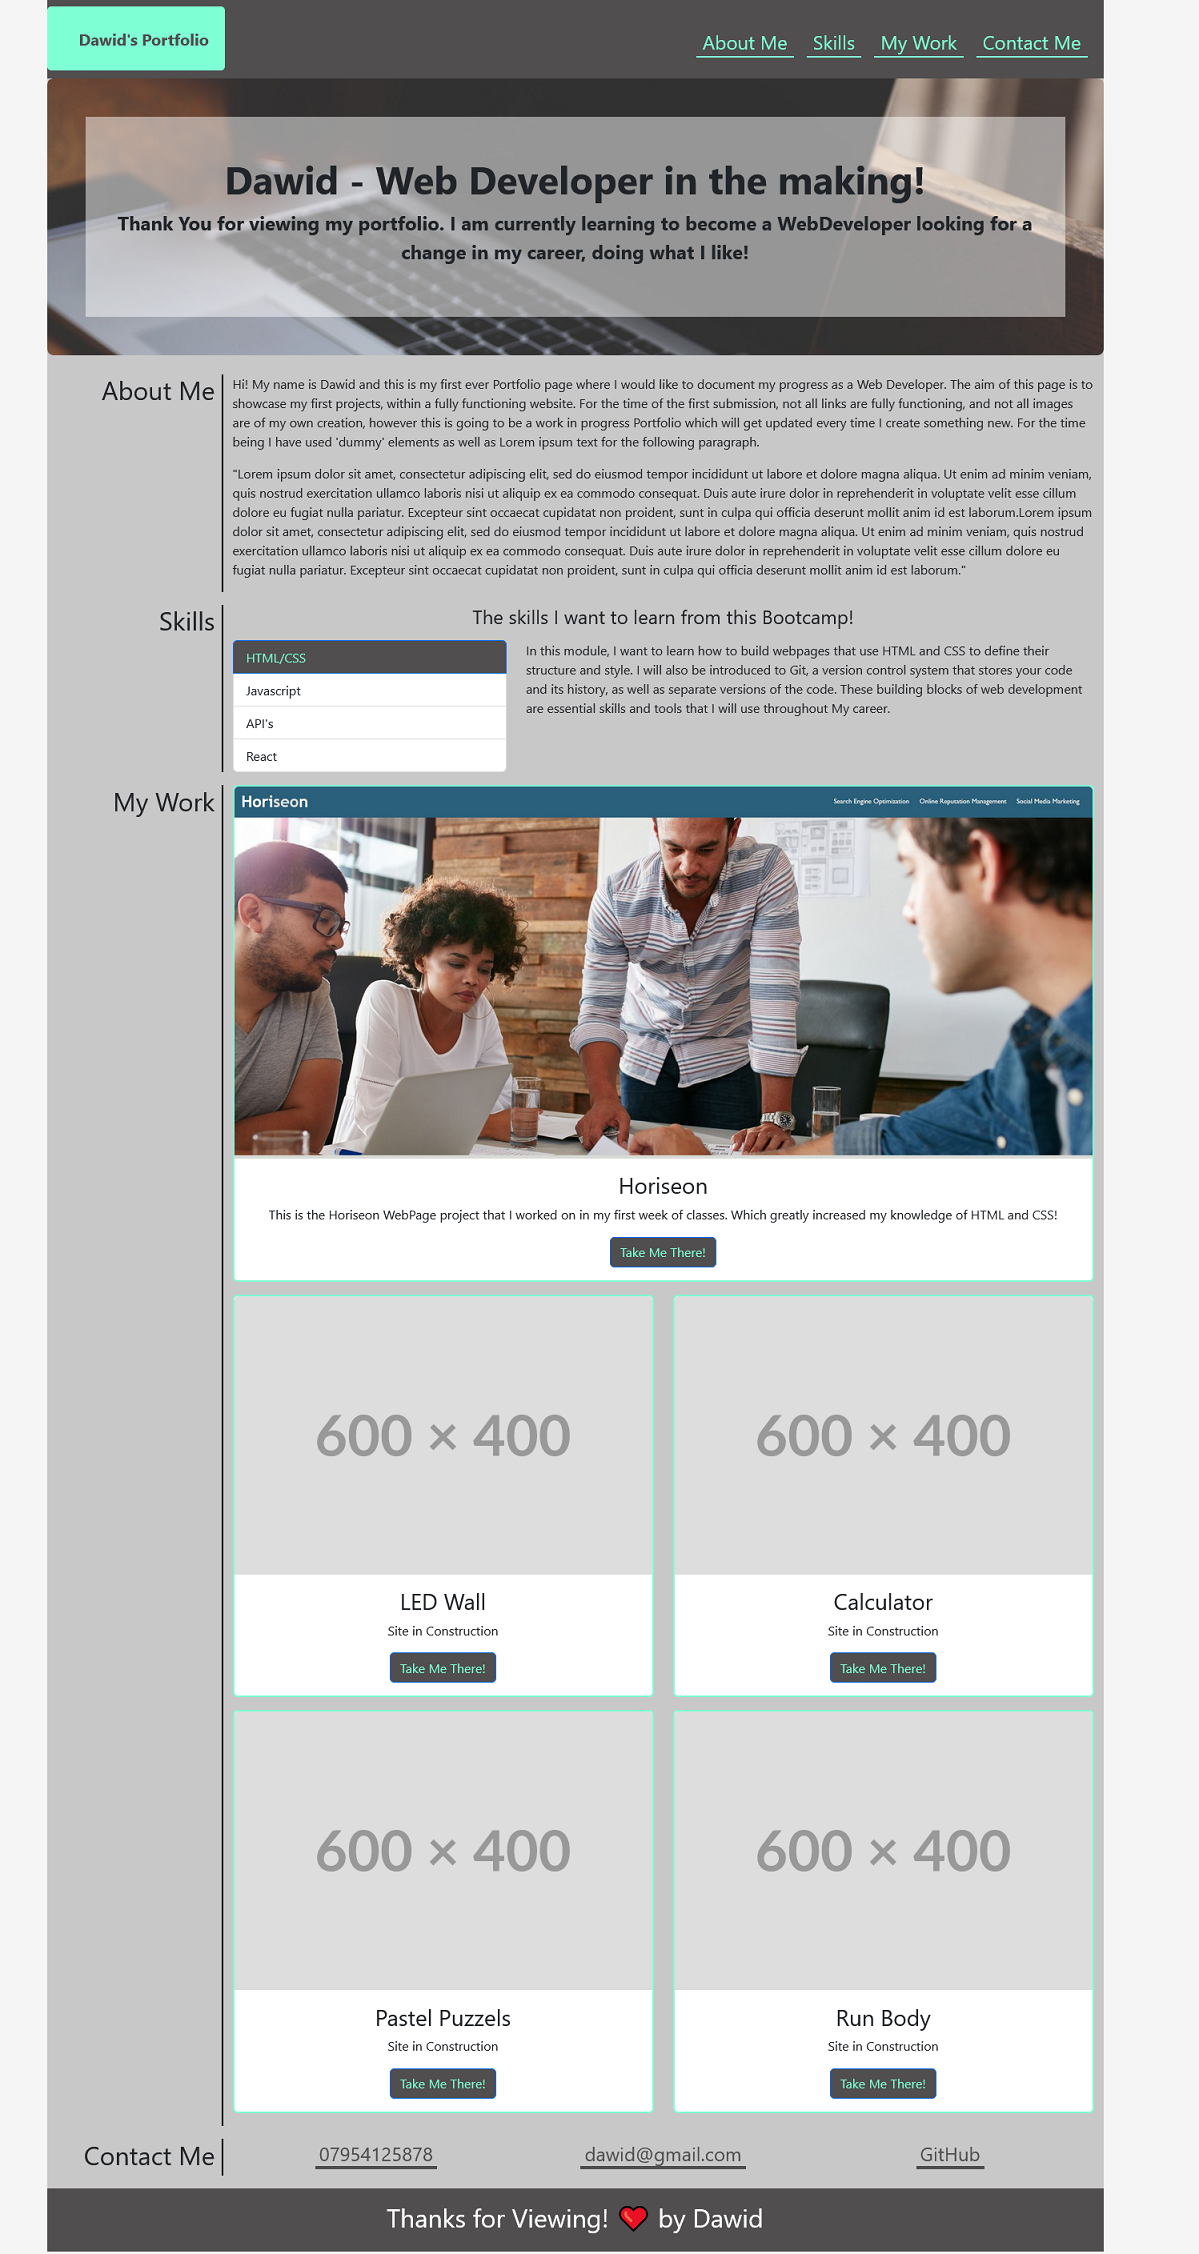 Dawid's Portfolio
About Me
Skills
My Work
Contact Me
Dawid - Web Developer in the making!
Thank You for viewing my portfolio. I am currently learning to become a WebDeveloper looking for a
change in my career, doing what I like!
About Me
Hi! My name is Dawid and this is my first ever Portfolio page where I would like to document my progress as a Web Developer. The aim of this page is to
showcase my first projects, within a fully functioning website. For the time of the first submission, not all links are fully functioning, and not all images
are of my own creation, however this is going to be a work in progress Portfolio which will get updated every time I create something new. For the time
being I have used 'dummy' elements as well as Lorem ipsum text for the following paragraph.
"Lorem ipsum dolor sit amet, consectetur adipiscing elit, sed do eiusmod tempor incididunt ut labore et dolore magna aliqua. Ut enim ad minim veniam,
quis nostrud exercitation ullamco laboris nisi ut aliquip ex ea commodo consequat. Duis aute irure dolor in reprehenderit in voluptate velit esse cillum
dolore eu fugiat nulla pariatur. Excepteur sint occaecat cupidatat non proident, sunt in culpa qui officia deserunt mollit anim id est laborum.Lorem ipsum
dolor sit amet, consectetur adipiscing elit, sed do eiusmod tempor incididunt ut labore et dolore magna aliqua. Ut enim ad minim veniam, quis nostrud
exercitation ullamco laboris nisi ut aliquip ex ea commodo consequat. Duis aute irure dolor in reprehenderit in voluptate velit esse cillum dolore eu
fugiat nulla pariatur. Excepteur sint occaecat cupidatat non proident, sunt in culpa qui officia deserunt mollit anim id est laborum."
Skills
The skills I want to learn from this Bootcamp!
HTML/CSS
Javascript
API's
React
In this module, I want to learn how to build webpages that use HTML and CSS to define their
structure and style. I will also be introduced to Git, a version control system that stores your code
and its history, as well as separate versions of the code. These building blocks of web development
are essential skills and tools that I will use throughout My career.
My Work
Horiseon
Search Engine Optimization
Online Reputation Management
Social Media Marketing
Horiseon
This is the Horiseon WebPage project that I worked on in my first week of classes. Which greatly increased my knowledge of HTML and CSS!
Take Me There!
600 × 400
LED Wall
Site in Construction
Take Me There!
600 × 400
Calculator
Site in Construction
Take Me There!
600 × 400
Pastel Puzzels
Site in Construction
Take Me There!
600 × 400
Run Body
Site in Construction
Take Me There!
Contact Me
07954125878
dawid@gmail.com
GitHub
Thanks for Viewing! ❤ by Dawid